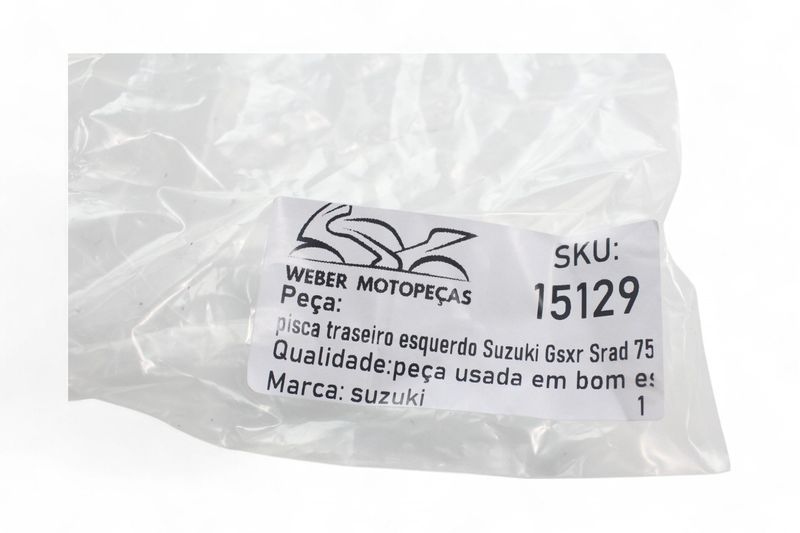 WEBER MOTOPEÇAS
SKU:
15129
Peça:
pisca traseiro esquerdo Suzuki Gsxr Srad 75
Qualidade:peça usada em bom es
Marca: suzuki
1